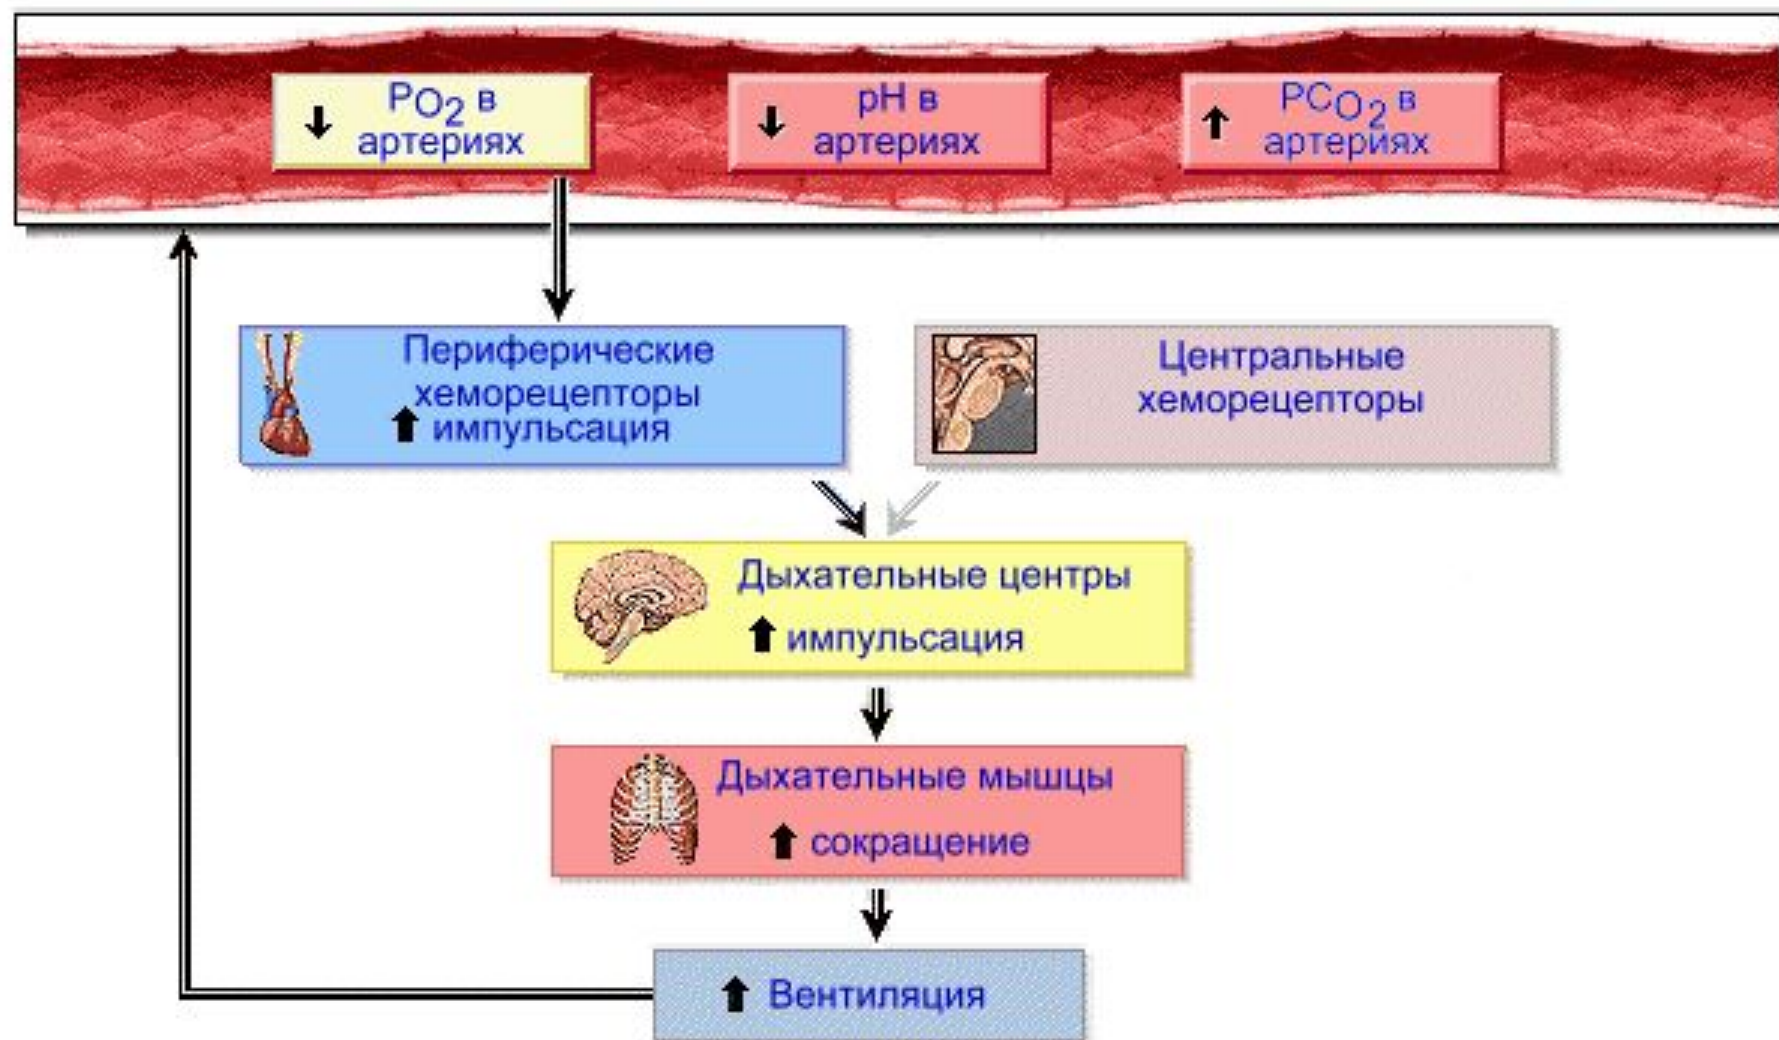 PO2 в
артериях
pH в
артериях
PCO2 в
артериях
Периферические
хеморецепторы
импульсация
Центральные
хеморецепторы
Дыхательные центры
импульсация
Дыхательные мышцы
сокращение
Вентиляция